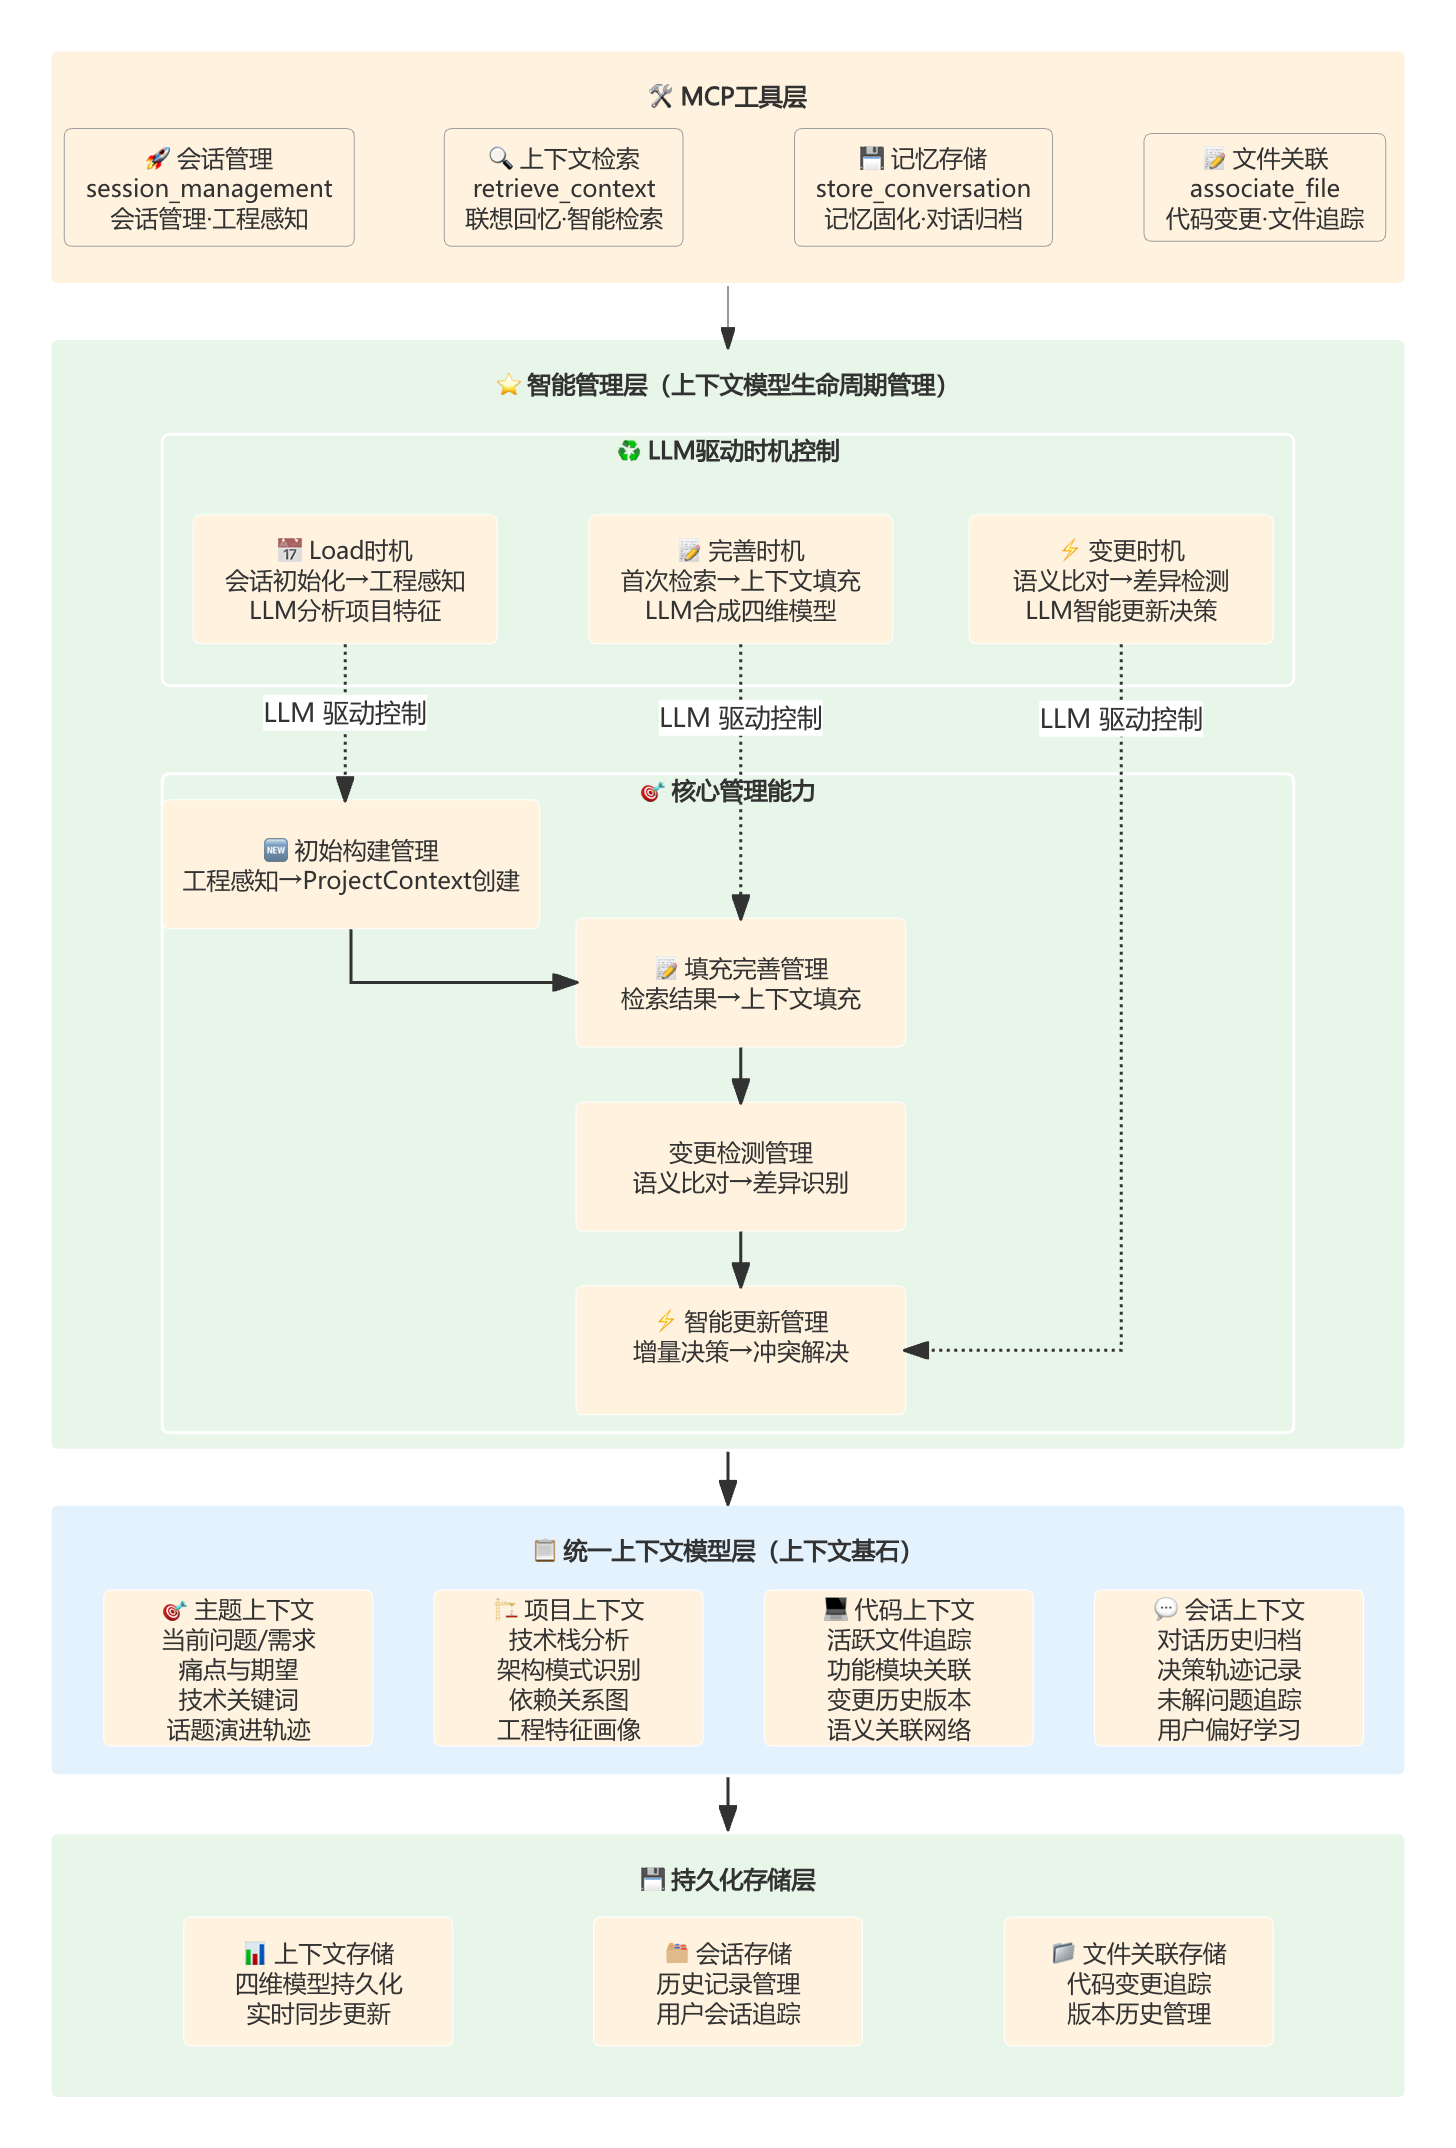 🛠️ MCP工具层
🚀 会话管理
session_management
会话管理·工程感知
🔍 上下文检索
retrieve_context
联想回忆·智能检索
💾 记忆存储
store_conversation
记忆固化·对话归档
📝 文件关联
associate_file
代码变更·文件追踪
⭐ 智能管理层（上下文模型生命周期管理）
♻️ LLM驱动时机控制
📅 Load时机
会话初始化→工程感知
LLM分析项目特征
📝 完善时机
首次检索→上下文填充
LLM合成四维模型
⚡ 变更时机
语义比对→差异检测
LLM智能更新决策
LLM 驱动控制
LLM 驱动控制
LLM 驱动控制
🎯 核心管理能力
🆕 初始构建管理
工程感知→ProjectContext创建
📝 填充完善管理
检索结果→上下文填充
变更检测管理
语义比对→差异识别
⚡ 智能更新管理
增量决策→冲突解决
📋 统一上下文模型层（上下文基石）
🎯 主题上下文
当前问题/需求
痛点与期望
技术关键词
话题演进轨迹
🏗️ 项目上下文
技术栈分析
架构模式识别
依赖关系图
工程特征画像
💻 代码上下文
活跃文件追踪
功能模块关联
变更历史版本
语义关联网络
💬 会话上下文
对话历史归档
决策轨迹记录
未解问题追踪
用户偏好学习
💾 持久化存储层
📊 上下文存储
四维模型持久化
实时同步更新
🗂️ 会话存储
历史记录管理
用户会话追踪
📁 文件关联存储
代码变更追踪
版本历史管理